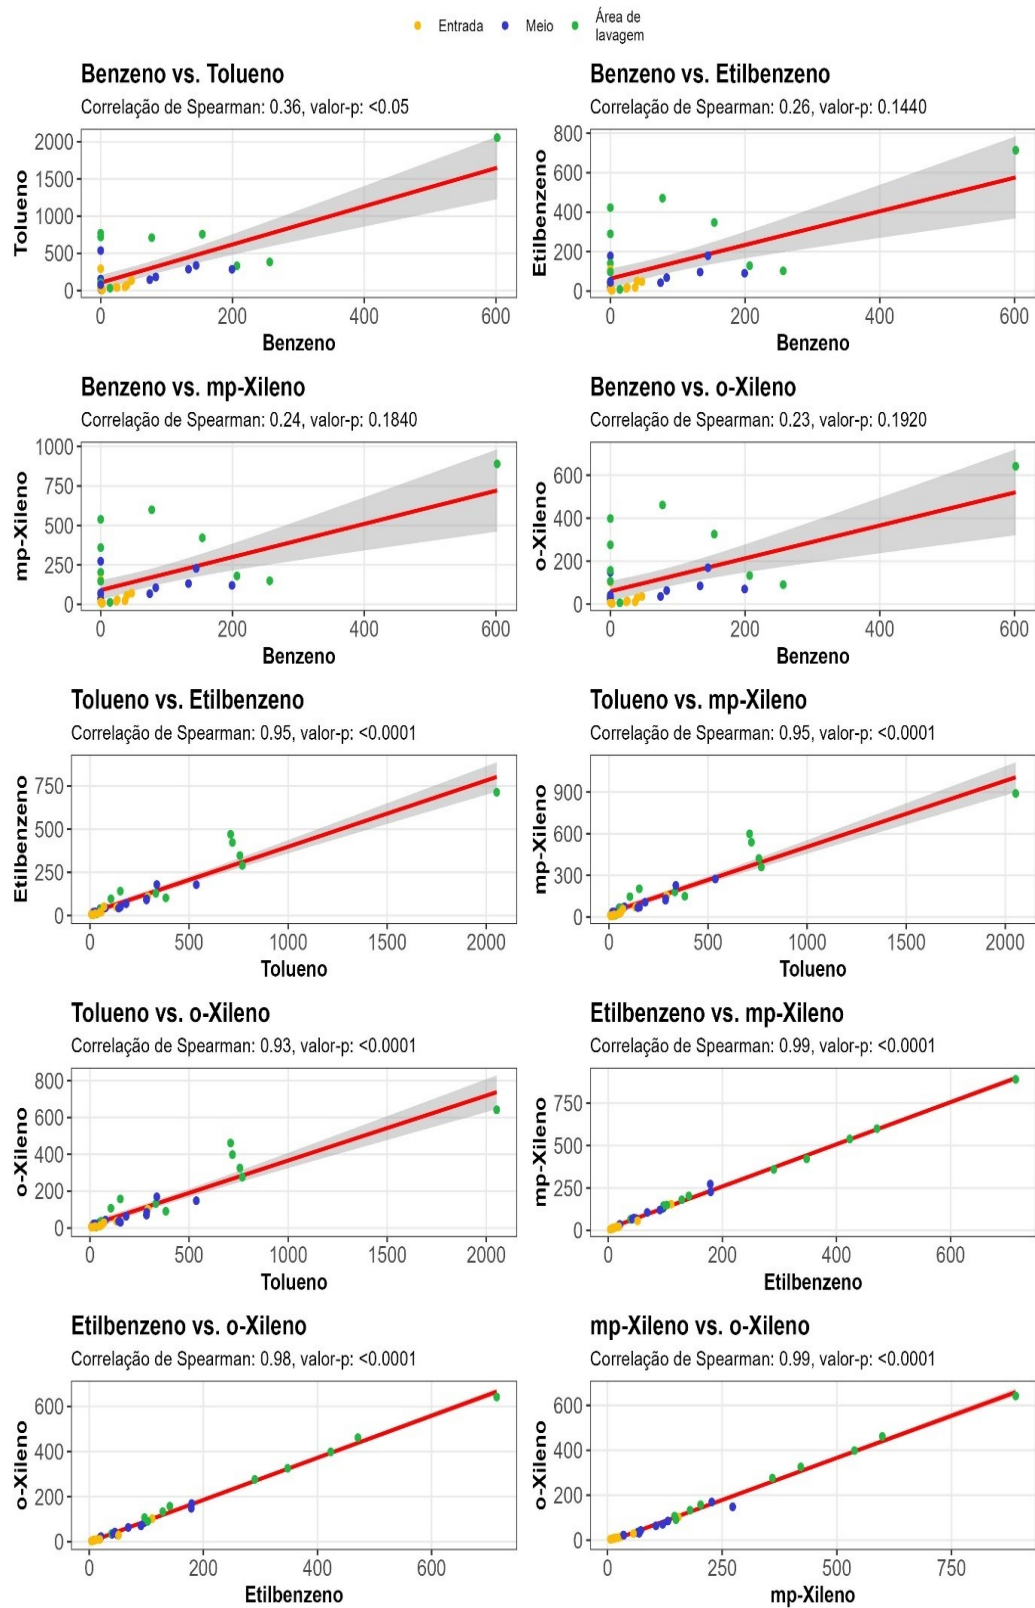 Entrada Meio Área de
lavagem
Benzeno vs. Tolueno
Correlação de Spearman: 0.36, valor-p: <0.05
2000
1500
1000
500
0
Tolueno
0 200 400 600
Benzeno
Benzeno vs. Etilbenzeno
Correlação de Spearman: 0.26, valor-p: 0.1440
800
600
400
200
0
Etilbenzeno
0 200 400 600
Benzeno
Benzeno vs. mp-Xileno
Correlação de Spearman: 0.24, valor-p: 0.1840
1000
750
500
250
0
mp-Xileno
0 200 400 600
Benzeno
Benzeno vs. o-Xileno
Correlação de Spearman: 0.23, valor-p: 0.1920
600
400
200
0
o-Xileno
0 200 400 600
Benzeno
Tolueno vs. Etilbenzeno
Correlação de Spearman: 0.95, valor-p: <0.0001
750
500
250
0
Etilbenzeno
0 500 1000 1500 2000
Tolueno
Tolueno vs. mp-Xileno
Correlação de Spearman: 0.95, valor-p: <0.0001
900
600
300
0
mp-Xileno
0 500 1000 1500 2000
Tolueno
Tolueno vs. o-Xileno
Correlação de Spearman: 0.93, valor-p: <0.0001
800
600
400
200
0
o-Xileno
0 500 1000 1500 2000
Tolueno
Etilbenzeno vs. mp-Xileno
Correlação de Spearman: 0.99, valor-p: <0.0001
750
500
250
0
mp-Xileno
0 200 400 600
Etilbenzeno
Etilbenzeno vs. o-Xileno
Correlação de Spearman: 0.98, valor-p: <0.0001
600
400
200
0
o-Xileno
0 200 400 600
Etilbenzeno
mp-Xileno vs. o-Xileno
Correlação de Spearman: 0.99, valor-p: <0.0001
600
400
200
0
o-Xileno
0 250 500 750
mp-Xileno